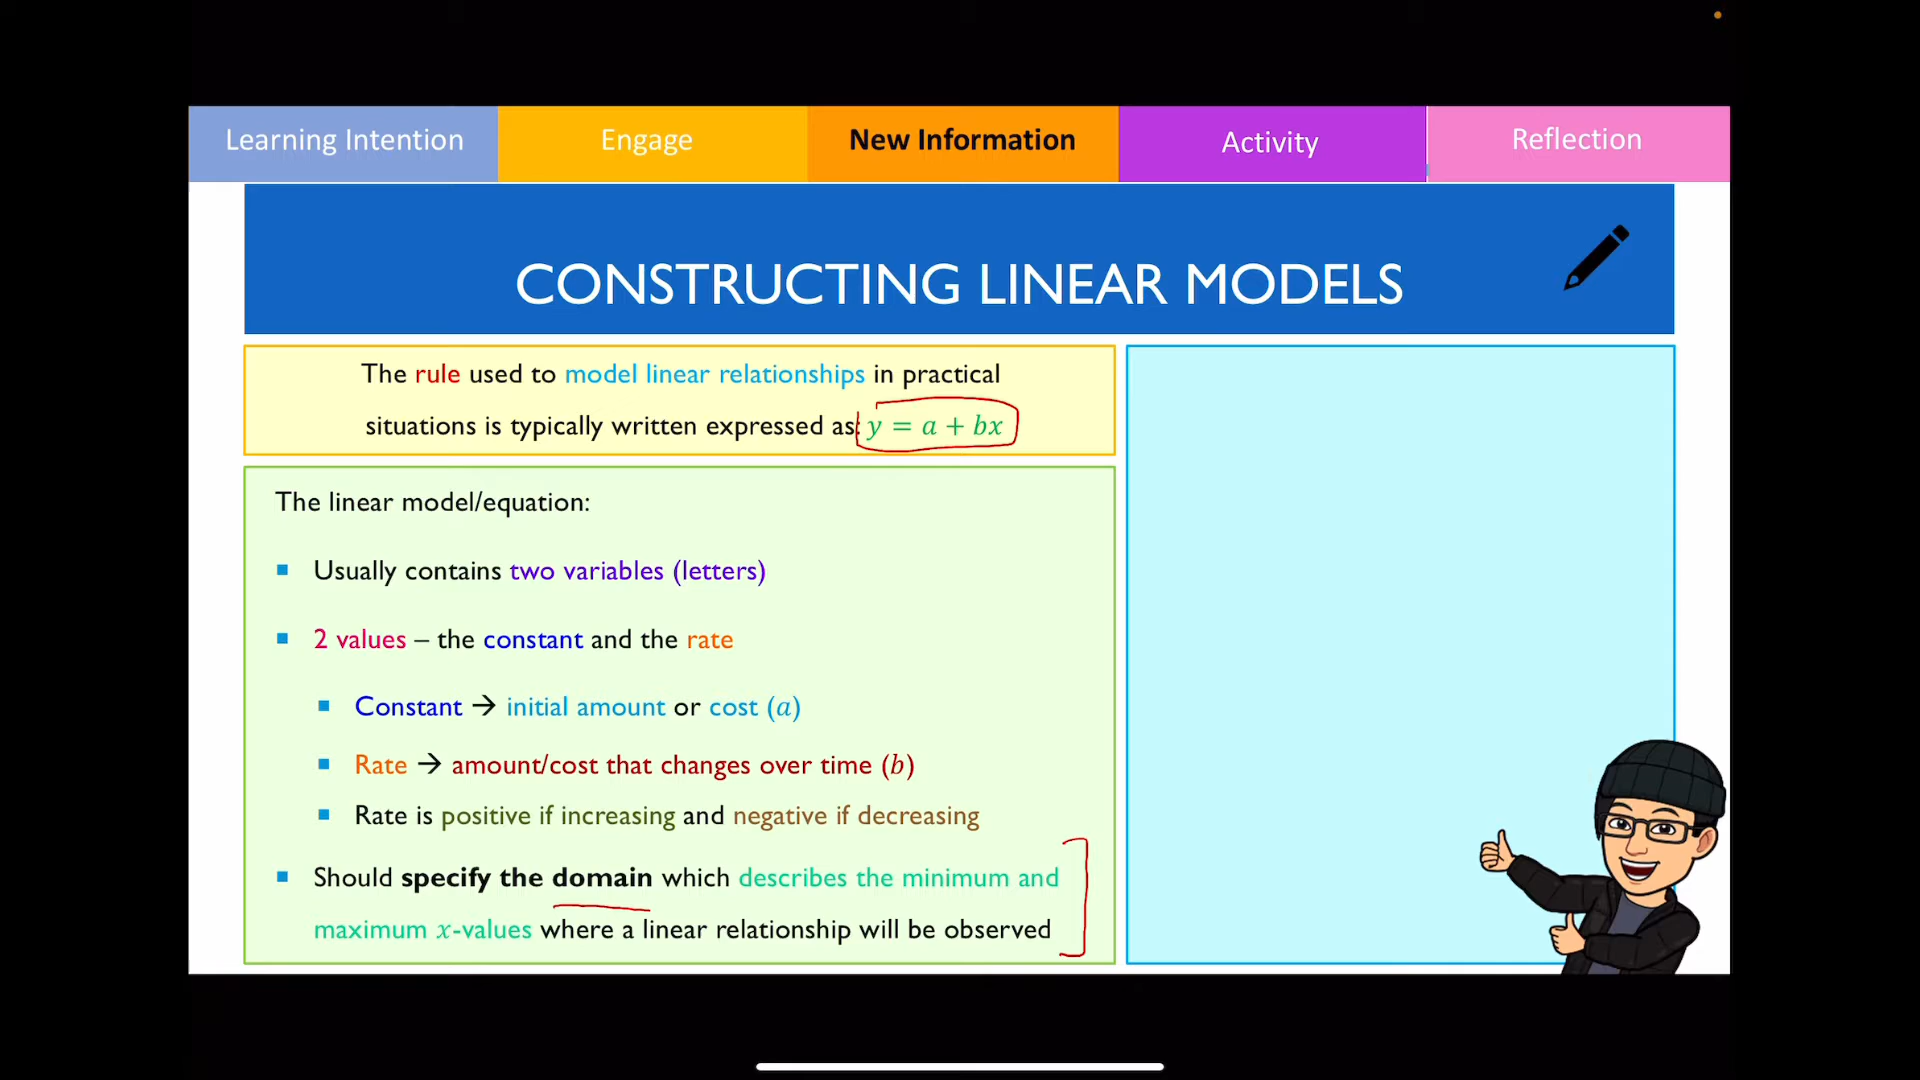 Learning Intention
Engage
New Information
Activity
Reflection
CONSTRUCTING LINEAR MODELS
The rule used to model linear relationships in practical
situations is typically written expressed as: y = a + bx
The linear model/equation:
▪ Usually contains two variables (letters)
▪ 2 values – the constant and the rate
▪ Constant → initial amount or cost (a)
▪ Rate → amount/cost that changes over time (b)
▪ Rate is positive if increasing and negative if decreasing
▪ Should specify the domain which describes the minimum and
maximum x-values where a linear relationship will be observed